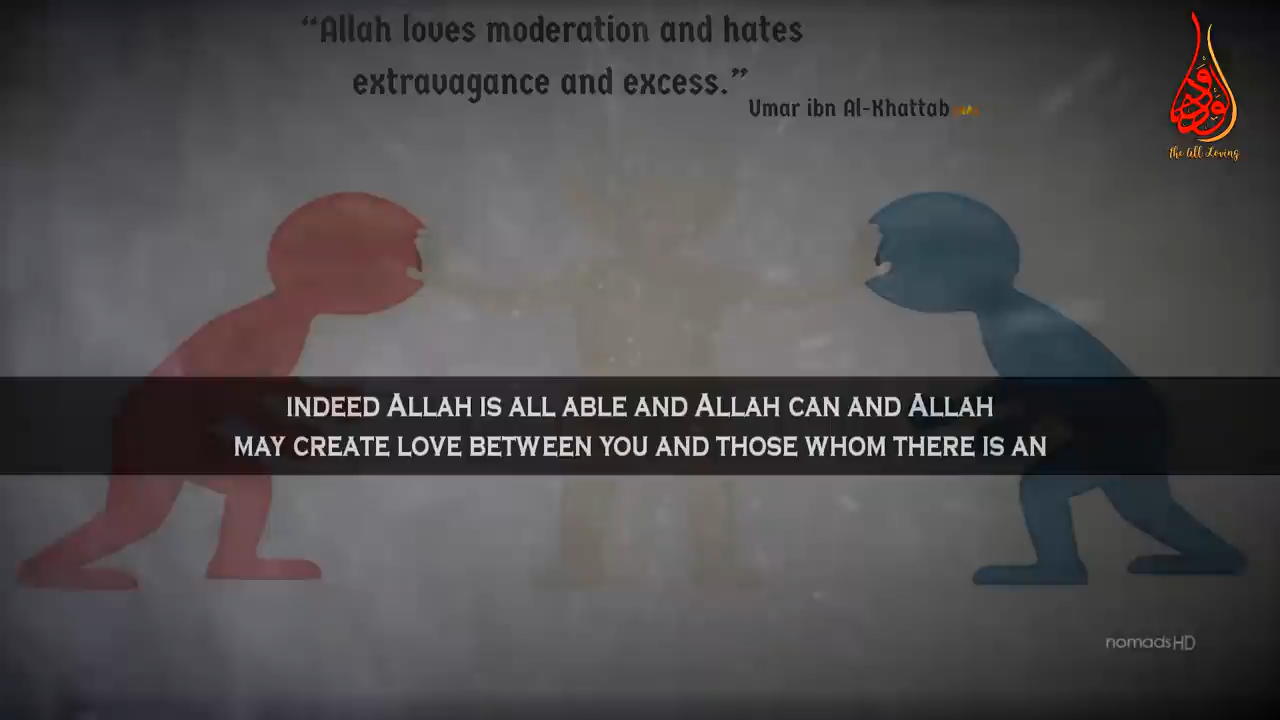 “Allah loves moderation and hates
extravagance and excess.”
Umar ibn Al-Khattab
الودود
the All Loving
INDEED ALLAH IS ALL ABLE AND ALLAH CAN AND ALLAH
MAY CREATE LOVE BETWEEN YOU AND THOSE WHOM THERE IS AN
nomadsHD